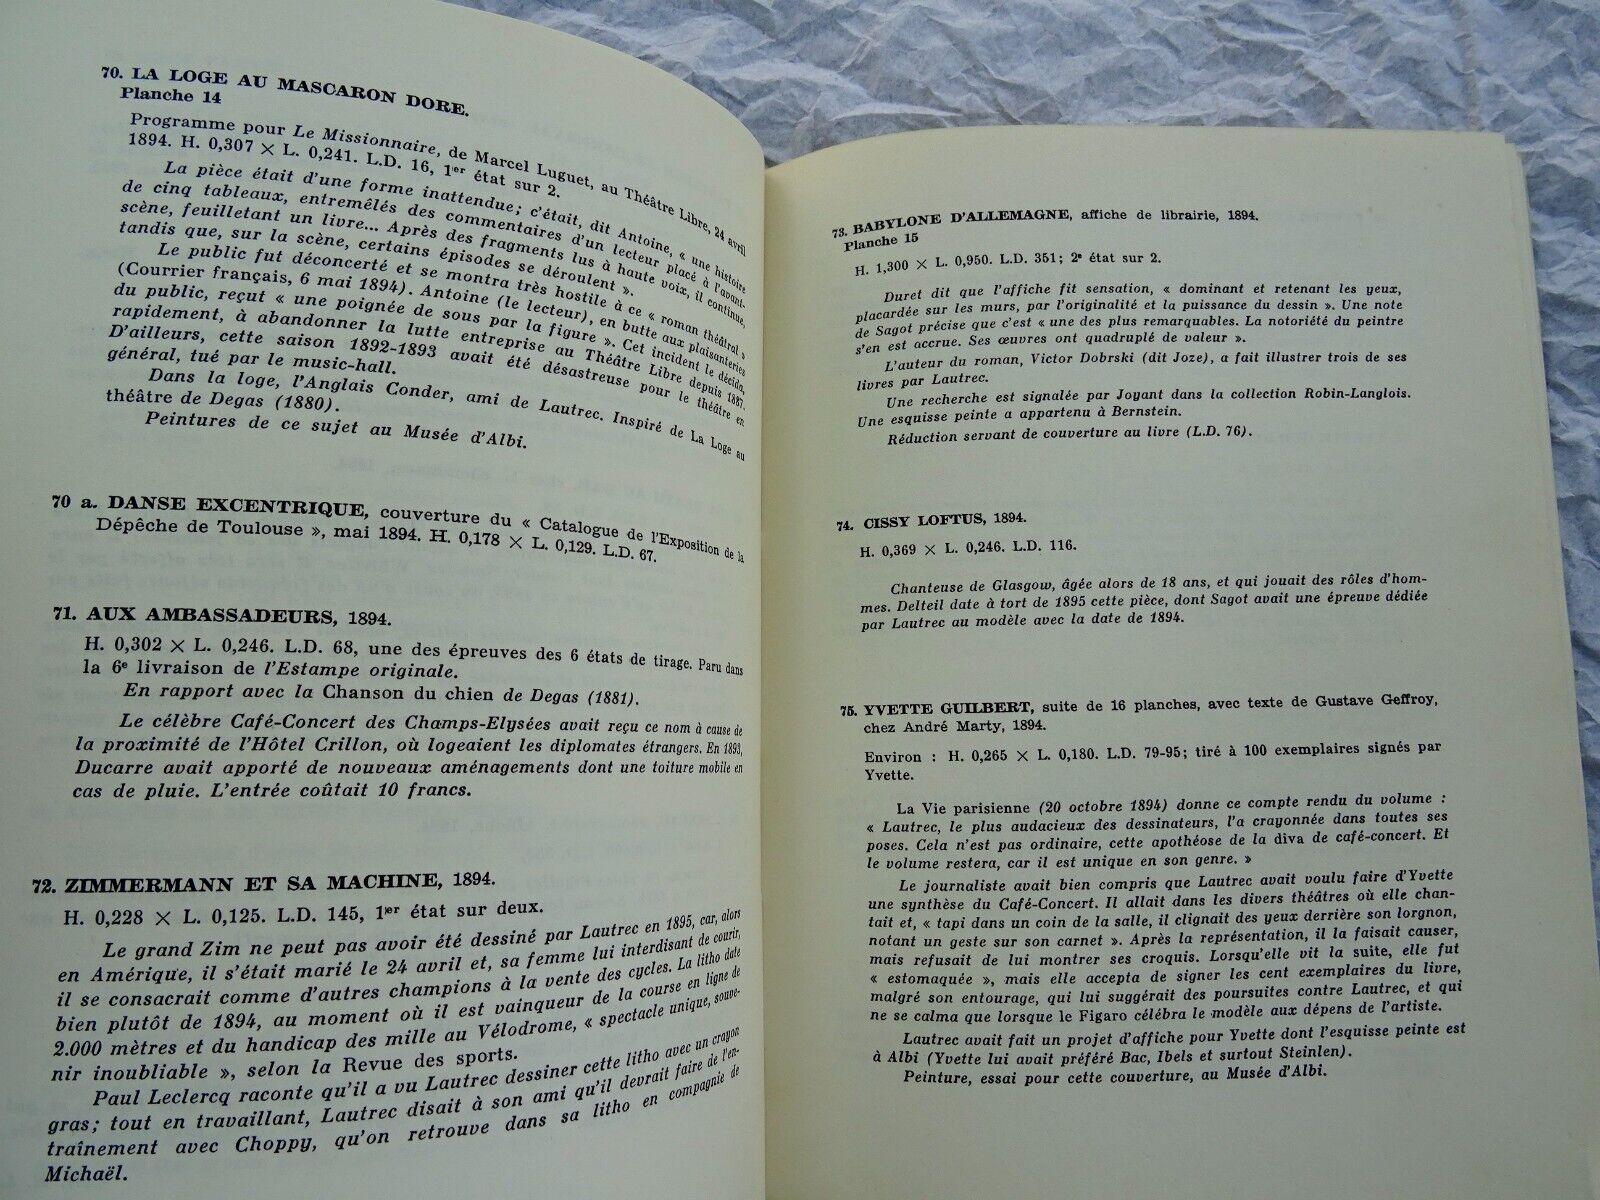 70. LA LOGE AU MASCARON DORE.
Planche 14
Programme pour Le Missionnaire, de Marcel Luguet, au Théâtre Libre, 24 avril
1894. H. 0,307 × L. 0,241. L.D. 16, 1er état sur 2.
La pièce était d'une forme inattendue; c'était, dit Antoine, « une histoire
de cinq tableaux, entremêlés des commentaires d'un lecteur placé à l'avant-
scène, feuilletant un livre... Après des fragments lus à haute voix, il continue,
tandis que, sur la scène, certains épisodes se déroulent ».
Le public fut déconcerté et se montra très hostile à ce « roman théâtral »
(Courrier français, 6 mai 1894). Antoine (le lecteur), en butte aux plaisanteries
du public, reçut « une poignée de sous par la figure ». Cet incident le décida,
rapidement, à abandonner la lutte entreprise au Théâtre Libre depuis 1887.
D'ailleurs, cette saison 1892-1893 avait été désastreuse pour le théâtre en
général, tué par le music-hall.
Dans la loge, l'Anglais Conder, ami de Lautrec. Inspiré de La Loge au
théâtre de Degas (1880).
Peintures de ce sujet au Musée d'Albi.
70 a. DANSE EXCENTRIQUE, couverture du « Catalogue de l'Exposition de la
Dépêche de Toulouse », mai 1894. H. 0,178 × L. 0,129. L.D. 67.
71. AUX AMBASSADEURS, 1894.
H. 0,302 × L. 0,246. L.D. 68, une des épreuves des 6 états de tirage. Paru dans
la 6e livraison de l'Estampe originale.
En rapport avec la Chanson du chien de Degas (1881).
Le célèbre Café-Concert des Champs-Elysées avait reçu ce nom à cause de
la proximité de l'Hôtel Crillon, où logeaient les diplomates étrangers. En 1893,
Ducarre avait apporté de nouveaux aménagements dont une toiture mobile en
cas de pluie. L'entrée coûtait 10 francs.
72. ZIMMERMANN ET SA MACHINE, 1894.
H. 0,228 × L. 0,125. L.D. 145, 1er état sur deux.
Le grand Zim ne peut pas avoir été dessiné par Lautrec en 1895, car, alors
en Amérique, il s'était marié le 24 avril et, sa femme lui interdisant de courir,
il se consacrait comme d'autres champions à la vente des cycles. La litho date
bien plutôt de 1894, au moment où il est vainqueur de la course en ligne de
2.000 mètres et du handicap des mille au Vélodrome, « spectacle unique, souve-
nir inoubliable », selon la Revue des sports.
Paul Leclercq raconte qu'il a vu Lautrec dessiner cette litho avec un crayon
gras; tout en travaillant, Lautrec disait à son ami qu'il devrait faire de l'en-
traînement avec Choppy, qu'on retrouve dans sa litho en compagnie de
Michaël.
73. BABYLONE D'ALLEMAGNE, affiche de librairie, 1894.
Planche 15
H. 1,300 × L. 0,950. L.D. 351; 2e état sur 2.
Duret dit que l'affiche fit sensation, « dominant et retenant les yeux,
placardée sur les murs, par l'originalité et la puissance du dessin ». Une note
de Sagot précise que c'est « une des plus remarquables. La notoriété du peintre
s'en est accrue. Ses œuvres ont quadruplé de valeur ».
L'auteur du roman, Victor Dobrski (dit Joze), a fait illustrer trois de ses
livres par Lautrec.
Une recherche est signalée par Joyant dans la collection Robin-Langlois.
Une esquisse peinte a appartenu à Bernstein.
Réduction servant de couverture au livre (L.D. 76).
74. CISSY LOFTUS, 1894.
H. 0,369 × L. 0,246. L.D. 116.
Chanteuse de Glasgow, âgée alors de 18 ans, et qui jouait des rôles d'hom-
mes. Delteil date à tort de 1895 cette pièce, dont Sagot avait une épreuve dédiée
par Lautrec au modèle avec la date de 1894.
75. YVETTE GUILBERT, suite de 16 planches, avec texte de Gustave Geffroy,
chez André Marty, 1894.
Environ : H. 0,265 × L. 0,180. L.D. 79-95; tiré à 100 exemplaires signés par
Yvette.
La Vie parisienne (20 octobre 1894) donne ce compte rendu du volume :
« Lautrec, le plus audacieux des dessinateurs, l'a crayonnée dans toutes ses
poses. Cela n'est pas ordinaire, cette apothéose de la diva de café-concert. Et
le volume restera, car il est unique en son genre. »
Le journaliste avait bien compris que Lautrec avait voulu faire d'Yvette
une synthèse du Café-Concert. Il allait dans les divers théâtres où elle chan-
tait et, « tapi dans un coin de la salle, il clignait des yeux derrière son lorgnon,
notant un geste sur son carnet ». Après la représentation, il la faisait causer,
mais refusait de lui montrer ses croquis. Lorsqu'elle vit la suite, elle fut
« estomaquée », mais elle accepta de signer les cent exemplaires du livre,
malgré son entourage, qui lui suggérait des poursuites contre Lautrec, et qui
ne se calma que lorsque le Figaro célébra le modèle aux dépens de l'artiste.
Lautrec avait fait un projet d'affiche pour Yvette dont l'esquisse peinte est
à Albi (Yvette lui avait préféré Bac, Ibels et surtout Steinlen).
Peinture, essai pour cette couverture, au Musée d'Albi.